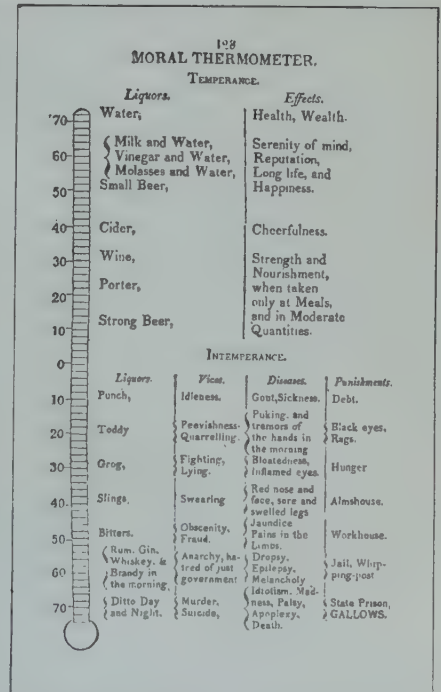 128
MORAL THERMOMETER.
TEMPERANCE.
Liquors. Effects.
70 Water, Health, Wealth.
Milk and Water, Serenity of mind,
60 Vinegar and Water, Reputation,
Molasses and Water, Long life, and
50 Small Beer, Happiness.
40 Cider, Cheerfulness.
30 Wine, Strength and
Nourishment,
Porter, when taken
20 only at Meals,
and in Moderate
10 Strong Beer, Quantities.
0
INTEMPERANCE.
Liquors. Vices. Diseases. Punishments.
10 Punch, Idleness. Gout, Sickness. Debt.
Puking. and
20 Toddy Peevishness- tremors of Black eyes,
Quarrelling. the hands in Rags.
the morning
30 Grog, Fighting, Bloatedness, Hunger
Lying. Inflamed eyes.
Red nose and
40. Slings. Swearing face, sore and Almshouse.
swelled legs
Jaundice
50 Bitters. Obscenity, Pains in the Workhouse.
Fraud. Limbs.
Rum. Gin, Dropsy.
60 Whiskey. & Anarchy, ha- Epilepsy, Jail, Whip-
Brandy in tred of just Melancholy ping-post
the morning. government Idiotism. Mad-
70 Ditto Day Murder. ness, Palsy, State Prison,
and Night. Suicide, Apoplexy, GALLOWS.
Death.